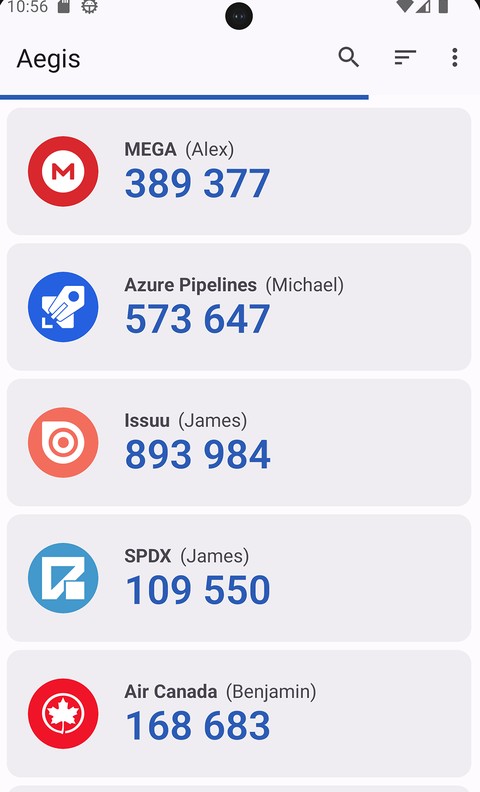 10:56
Aegis
MEGA (Alex)
389 377
Azure Pipelines (Michael)
573 647
Issuu (James)
893 984
SPDX (James)
109 550
Air Canada (Benjamin)
168 683